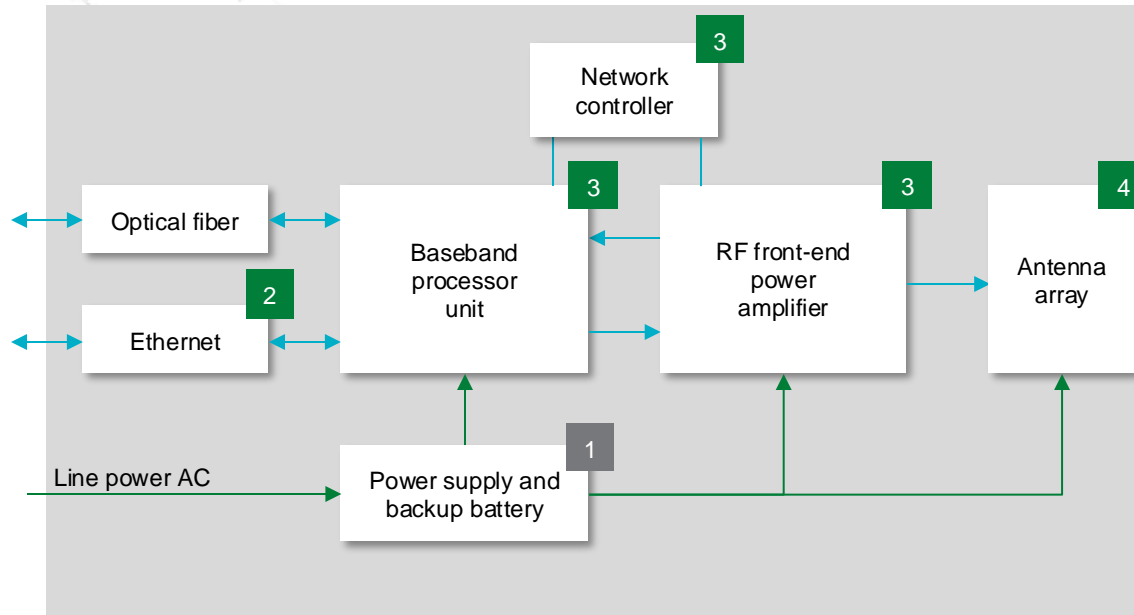 3
Network
controller
3
3
4
Optical fiber
Baseband
processor
unit
RF front-end
power
amplifier
Antenna
array
2
Ethernet
1
Line power AC
Power supply and
backup battery